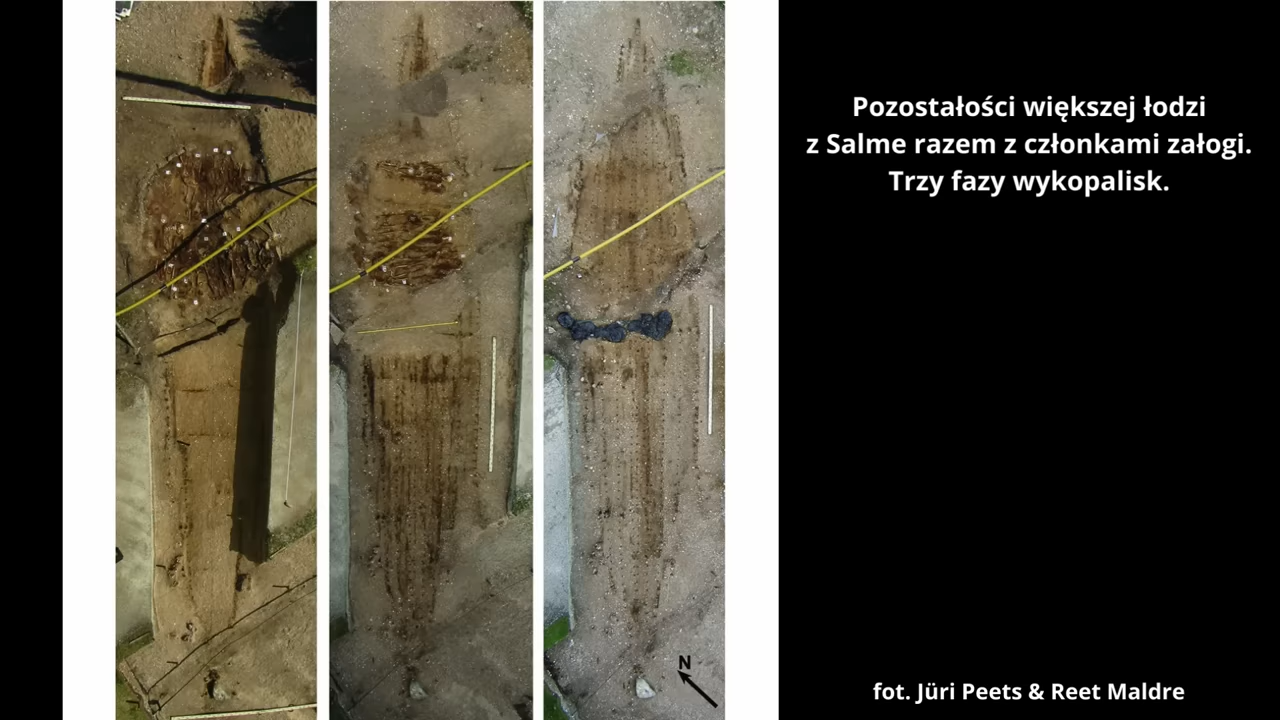 Pozostałości większej łodzi
z Salme razem z członkami załogi.
Trzy fazy wykopalisk.
N
fot. Jüri Peets & Reet Maldre